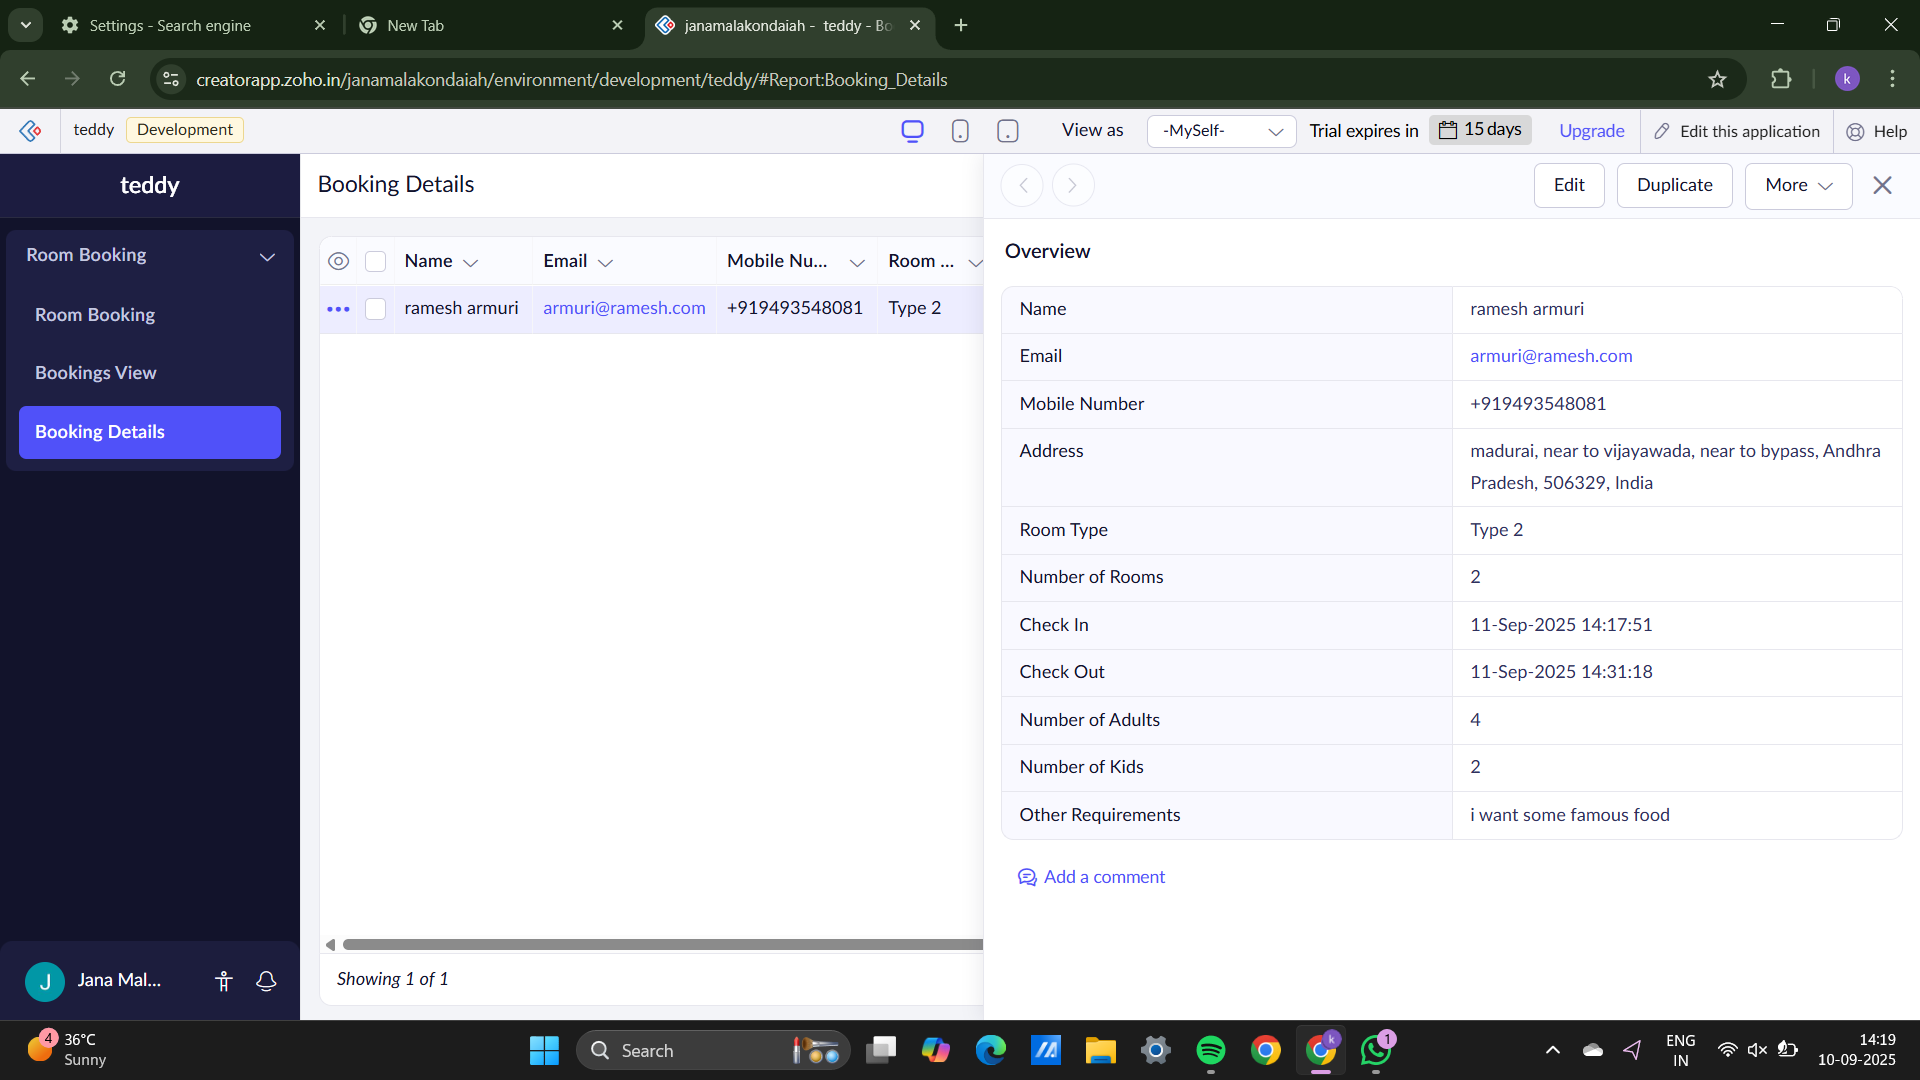 Settings - Search engine
New Tab
janamalakondaiah - teddy - Bo
creatorapp.zoho.in/janamalakondaiah/environment/development/teddy/#Report:Booking_Details
k
teddy
Development
View as
-MySelf-
Trial expires in
15 days
Upgrade
Edit this application
Help
teddy
Room Booking
Room Booking
Bookings View
Booking Details
Jana Mal...
J
Booking Details
Name
Email
Mobile Nu...
Room ...
ramesh armuri
armuri@ramesh.com
+919493548081
Type 2
Showing 1 of 1
Edit
Duplicate
More
Overview
Name
ramesh armuri
Email
armuri@ramesh.com
Mobile Number
+919493548081
Address
madurai, near to vijayawada, near to bypass, Andhra
Pradesh, 506329, India
Room Type
Type 2
Number of Rooms
2
Check In
11-Sep-2025 14:17:51
Check Out
11-Sep-2025 14:31:18
Number of Adults
4
Number of Kids
2
Other Requirements
i want some famous food
Add a comment
4
36°C
Sunny
Search
k
1
ENG
IN
14:19
10-09-2025